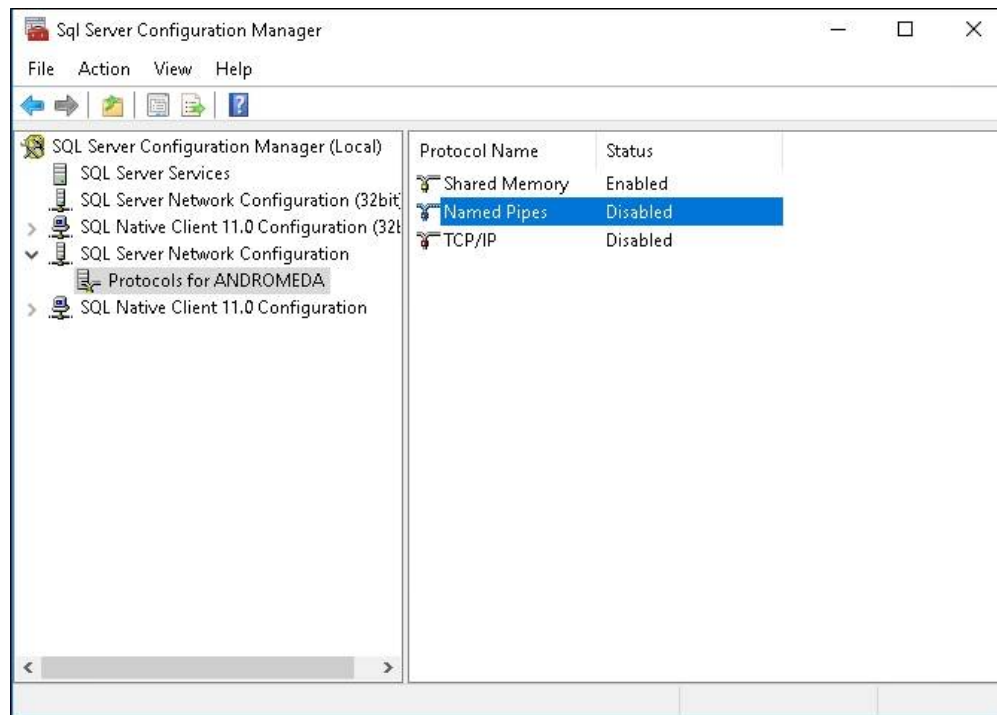 Sql Server Configuration Manager
File Action View Help
SQL Server Configuration Manager (Local)
SQL Server Services
SQL Server Network Configuration (32bit
SQL Native Client 11.0 Configuration (32b
SQL Server Network Configuration
Protocols for ANDROMEDA
SQL Native Client 11.0 Configuration
Protocol Name Status
Shared Memory Enabled
Named Pipes Disabled
TCP/IP Disabled